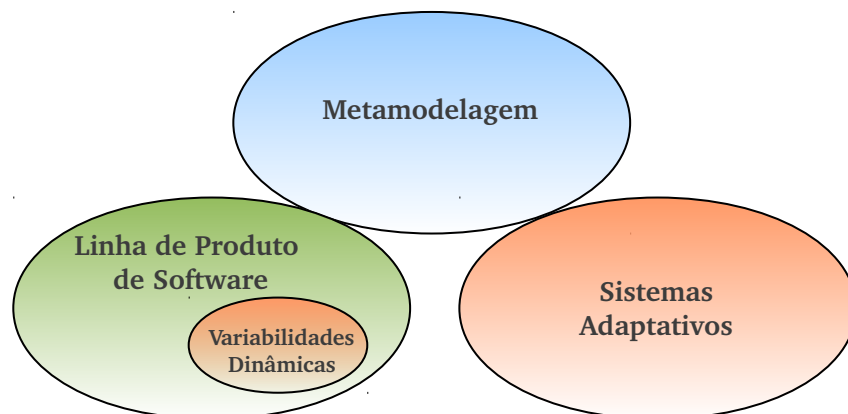 Metamodelagem
Linha de Produto
de Software
Variabilidades
Dinâmicas
Sistemas
Adaptativos